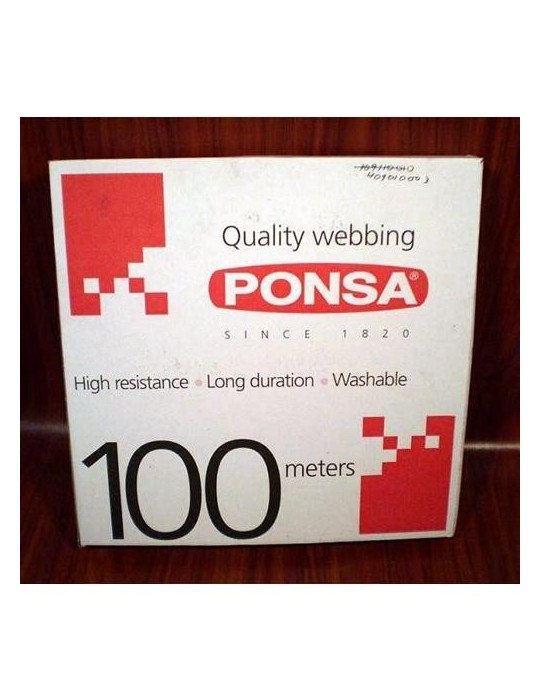 Quality webbing
PONSA®
SINCE 1820
High resistance • Long duration • Washable
100 meters